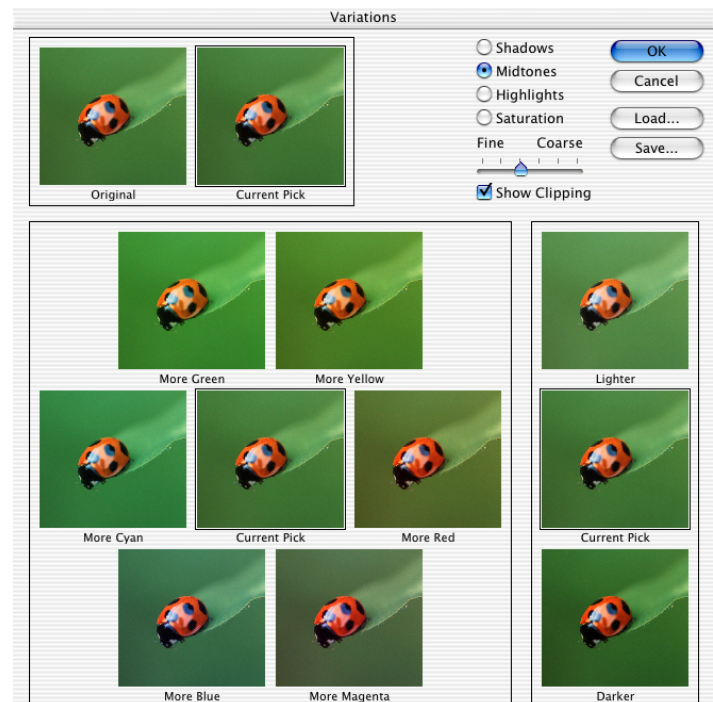 Variations
Original
Current Pick
Shadows
Midtones
Highlights
Saturation
Fine Coarse
Show Clipping
OK
Cancel
Load...
Save...
More Green
More Yellow
Lighter
More Cyan
Current Pick
More Red
Current Pick
More Blue
More Magenta
Darker